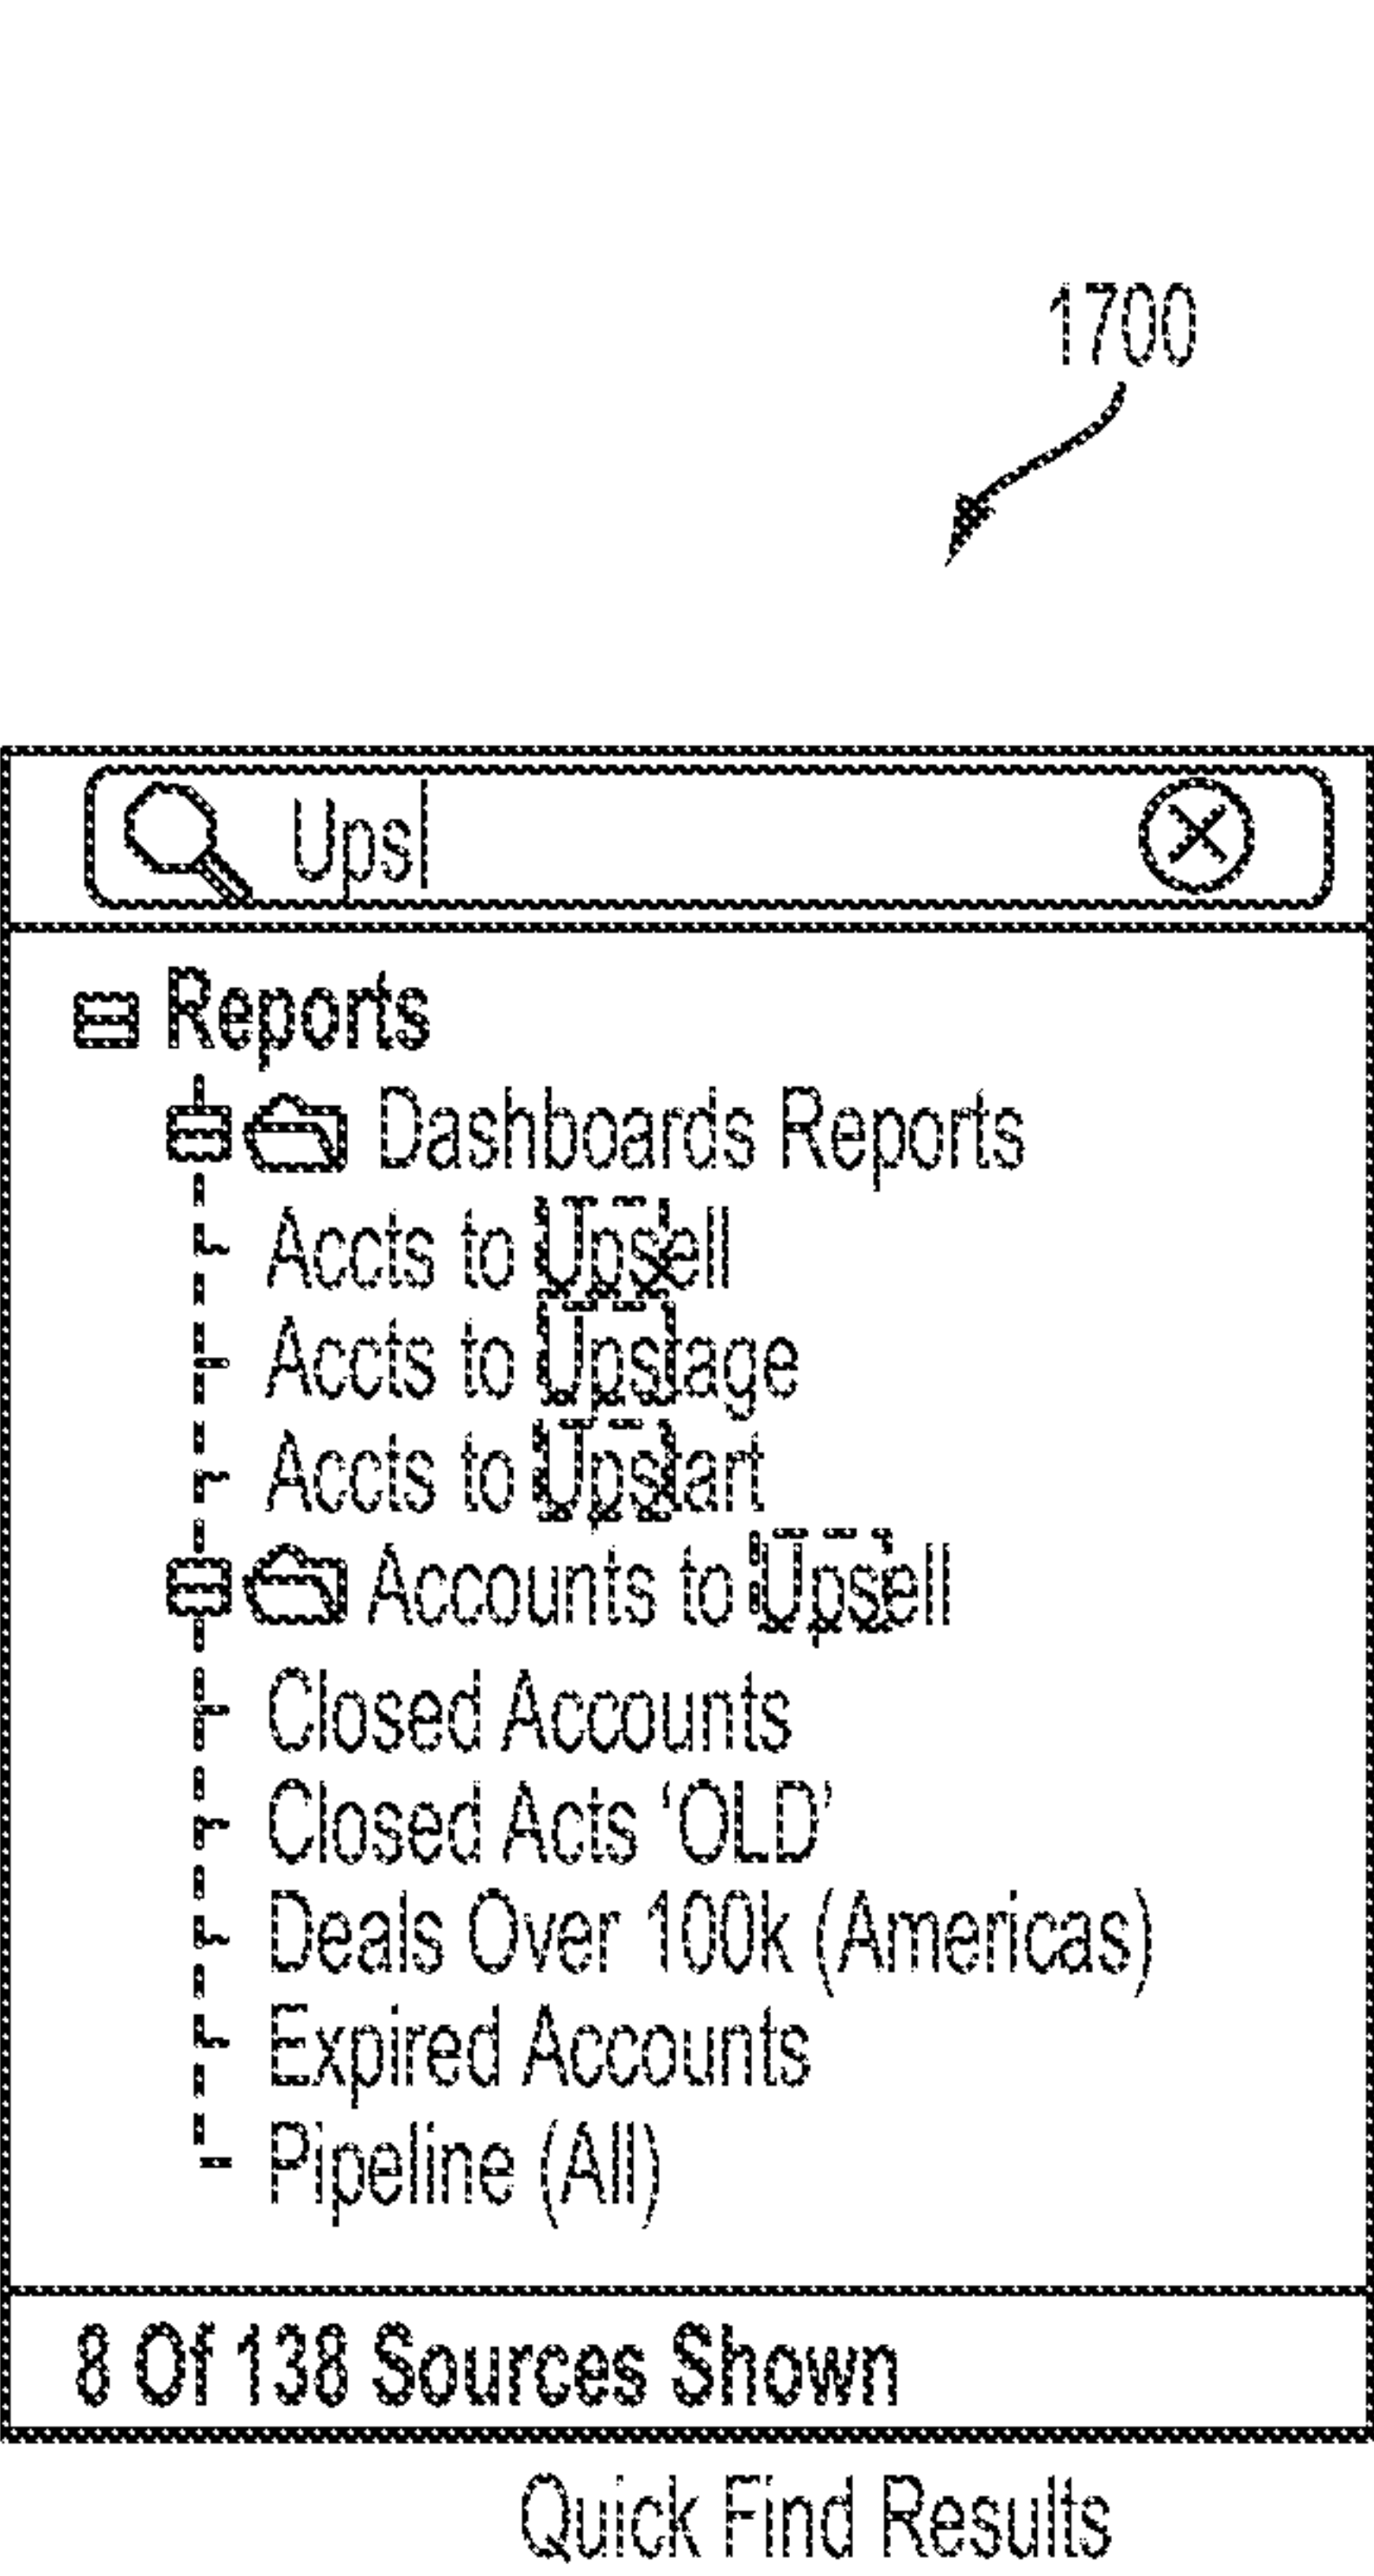 1700
Ups
Reports
Dashboards Reports
Accts to Upsell
Accts to Upstage
Accts to Upstart
Accounts to Upsell
Closed Accounts
Closed Acts ‘OLD’
Deals Over 100k (Americas)
Expired Accounts
Pipeline (All)
8 Of 138 Sources Shown
Quick Find Results